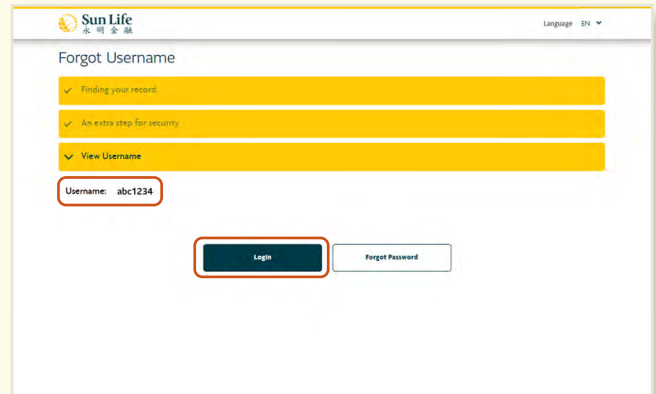 Sun Life
永明金融
Language EN
Forgot Username
Finding your record
An extra step for security
View Username
Username: abc1234
Login
Forgot Password